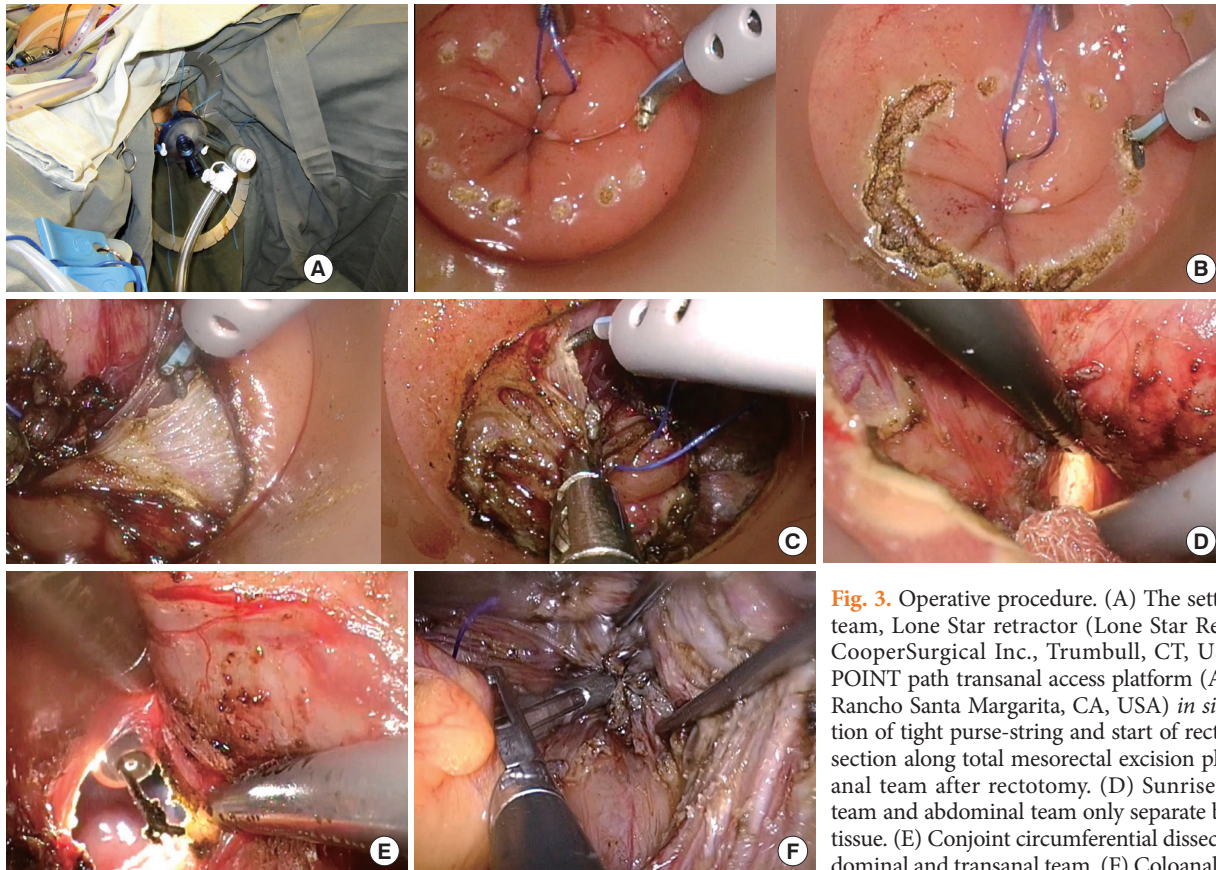 A
B
C
D
E
F
Fig. 3. Operative procedure. (A) The sett
team, Lone Star retractor (Lone Star Re
CooperSurgical Inc., Trumbull, CT, U
POINT path transanal access platform (A
Rancho Santa Margarita, CA, USA) in si
tion of tight purse-string and start of rect
section along total mesorectal excision pl
anal team after rectotomy. (D) Sunrise
team and abdominal team only separate b
tissue. (E) Conjoint circumferential dissec
dominal and transanal team. (F) Coloanal